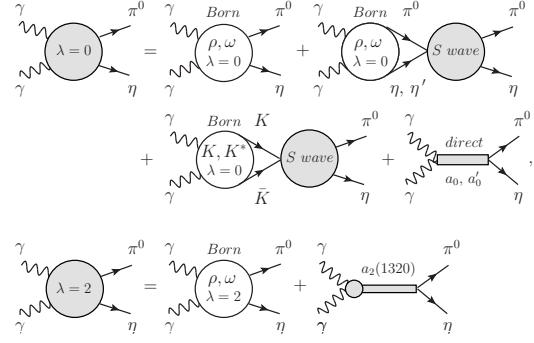 γ π⁰ Born π⁰ Born π⁰ π⁰
λ = 0 = ρ, ω λ = 0 + ρ, ω λ = 0 S wave
γ η γ η γ η, η′ η
γ Born K π⁰ γ direct π⁰
+ K, K* λ = 0 S wave + a₀, a′₀ ,
γ K̄ η γ η
γ π⁰ γ Born π⁰ γ a₂(1320) π⁰
λ = 2 = ρ, ω λ = 2 +
γ η γ η γ η